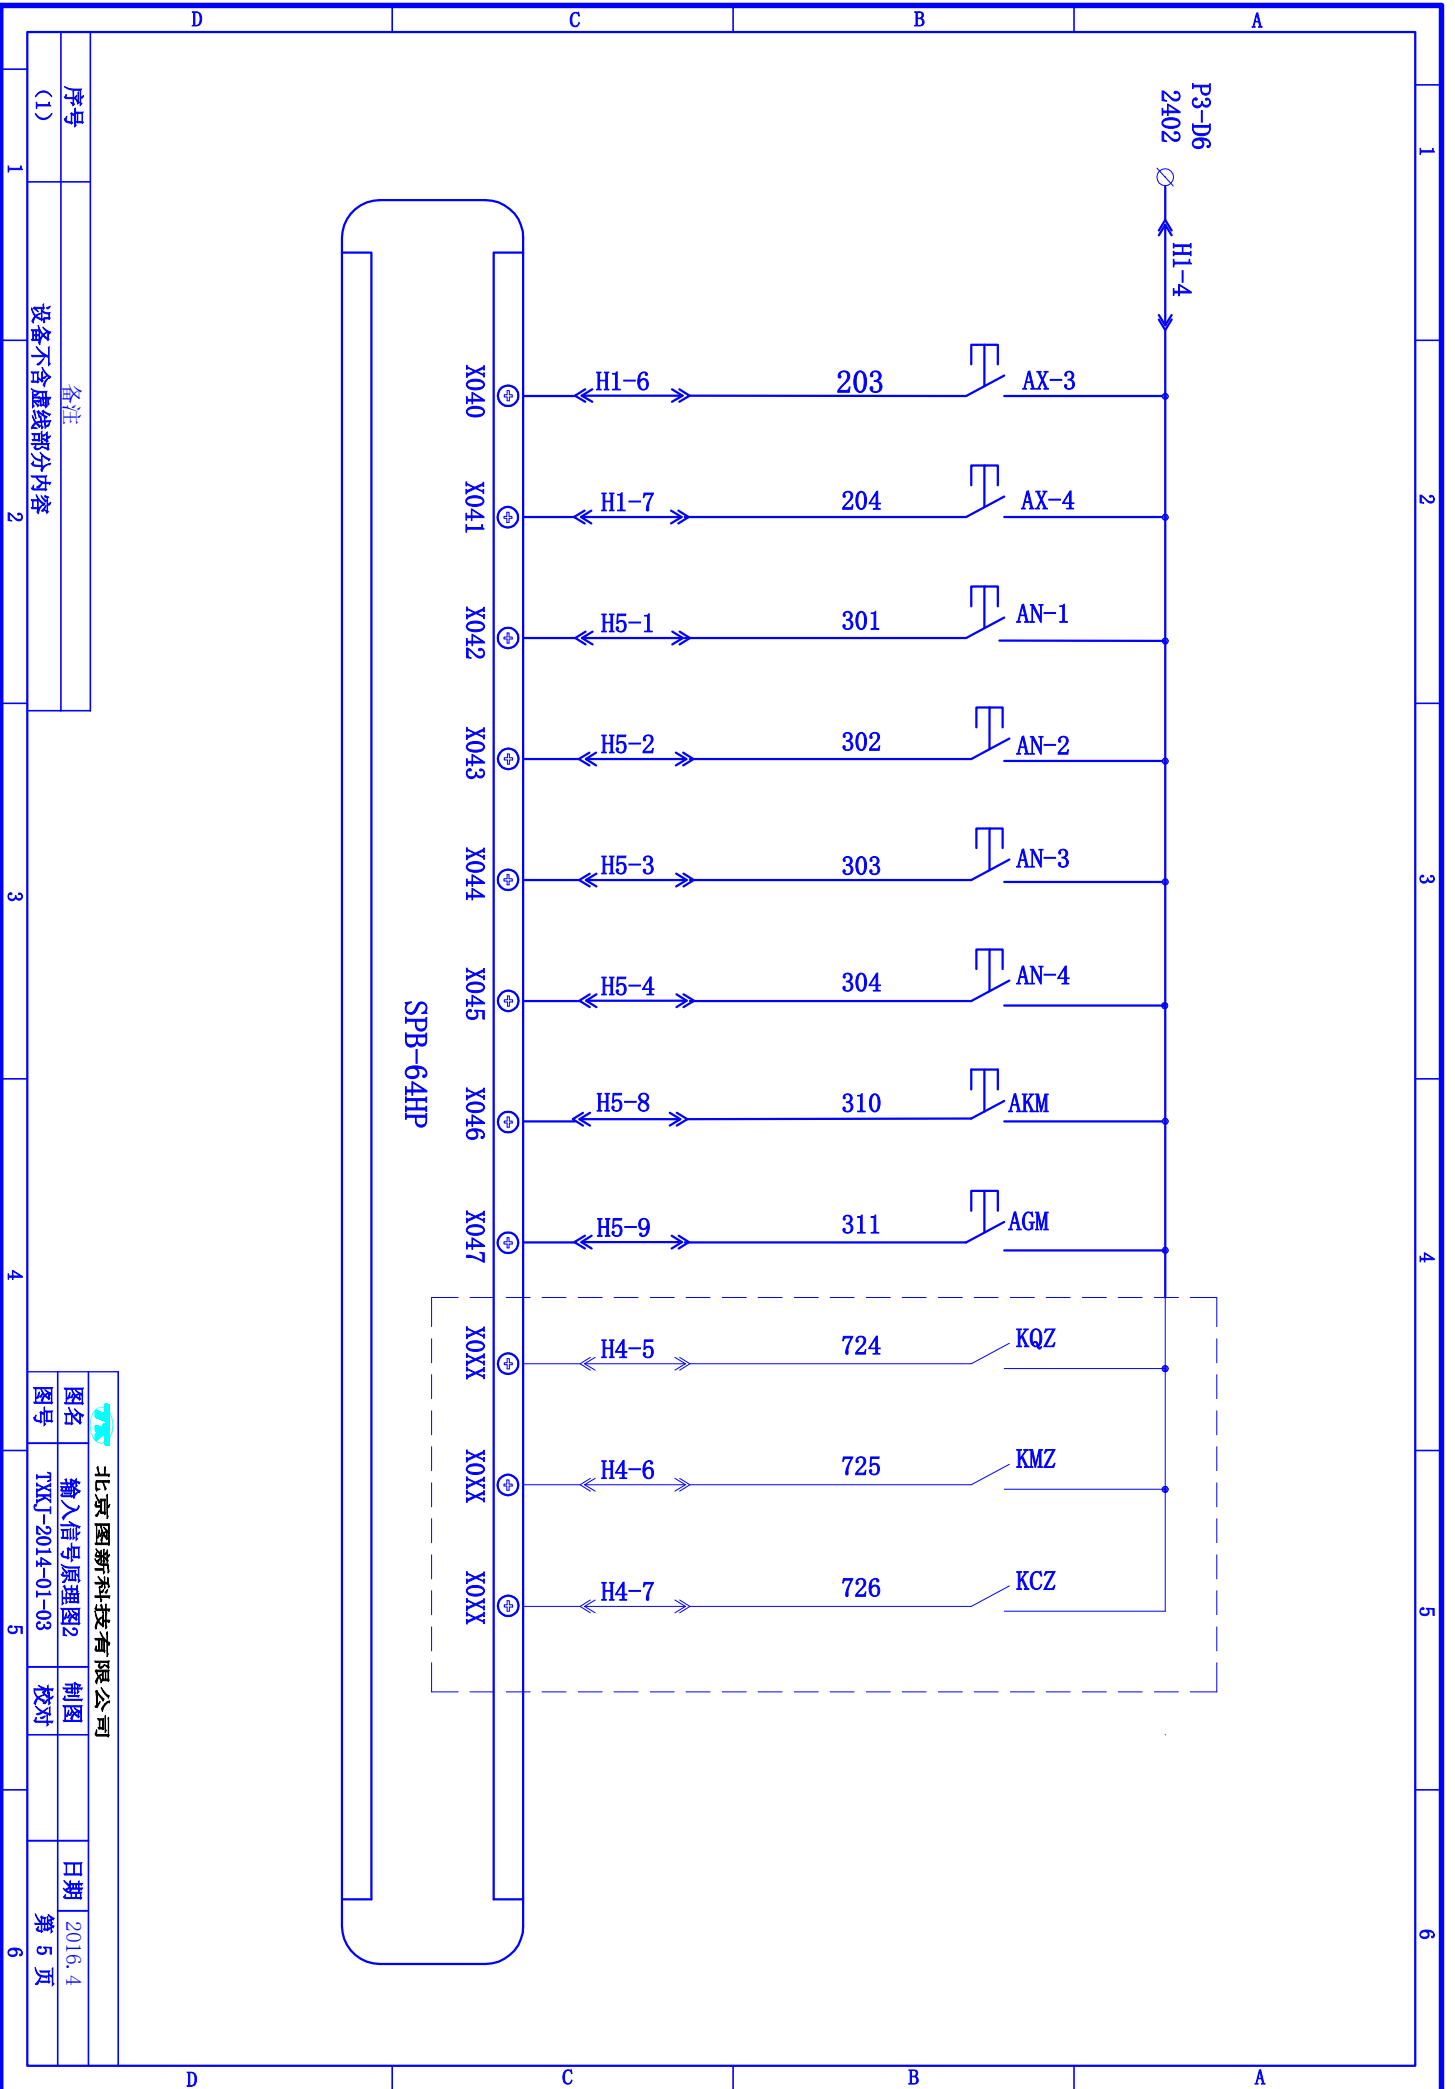 D
C
B
A
1
2
3
4
5
6
P3-D6
2402
H1-4
X040
H1-6
203
AX-3
X041
H1-7
204
AX-4
X042
H5-1
301
AN-1
X043
H5-2
302
AN-2
X044
H5-3
303
AN-3
X045
H5-4
304
AN-4
X046
H5-8
310
AKM
X047
H5-9
311
AGM
X0XX
H4-5
724
KQZ
X0XX
H4-6
725
KMZ
X0XX
H4-7
726
KCZ
SPB-64HP
序号
备注
(1)
设备不含虚线部分内容
北京图新科技有限公司
图名
输入信号原理图2
制图
日期
2016.4
图号
TXKJ-2014-01-03
校对
第 5 页
1
2
3
4
5
6
D
C
B
A